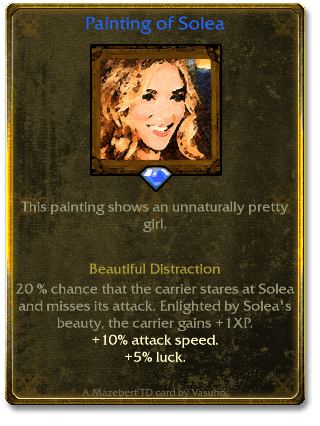 Painting of Solea
This painting shows an unnaturally pretty
girl.
Beautiful Distraction
20 % chance that the carrier stares at Solea
and misses its attack. Enlighted by Solea's
beauty, the carrier gains +1XP.
+10% attack speed.
+5% luck.
A Mazebert TD card by Vasuhn